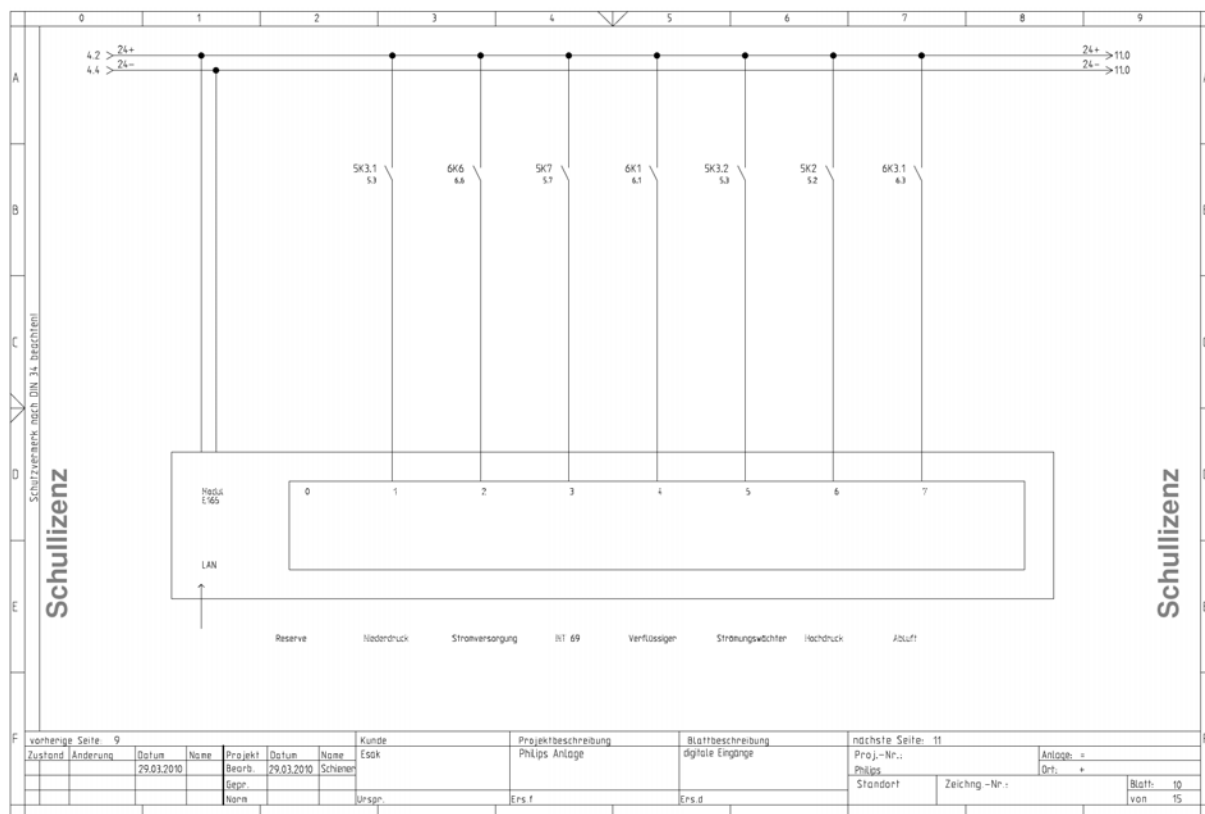 0 1 2 3 4 5 6 7 8 9
4.2 24+ 24+ 11.0
4.4 24- 24- 11.0
A
5K3.1 6K6 5K7 6K1 5K3.2 5K2 6K3.1
5.3 6.6 5.7 6.1 5.3 5.2 6.3
B
C
Schutzvermerk nach DIN 34 beachten!
D
Schullizenz
Schullizenz
Modul 0 1 2 3 4 5 6 7
E165
LAN
E
Reserve Niederdruck Stromversorgung INT 69 Verflüssiger Strömungswächter Hochdruck Abluft
F
vorherige Seite: 9 Kunde Projektbeschreibung Blattbeschreibung nächste Seite: 11
Zustand Änderung Datum Name Projekt Datum Name Esak Philips Anlage digitale Eingänge Proj.-Nr.: Anlage: =
29.03.2010 Bearb. 29.03.2010 Schiener Philips Ort: +
Gepr. Standort Zeichng.-Nr.: Blatt: 10
Norm Urspr. Ers.f Ers.d von 15